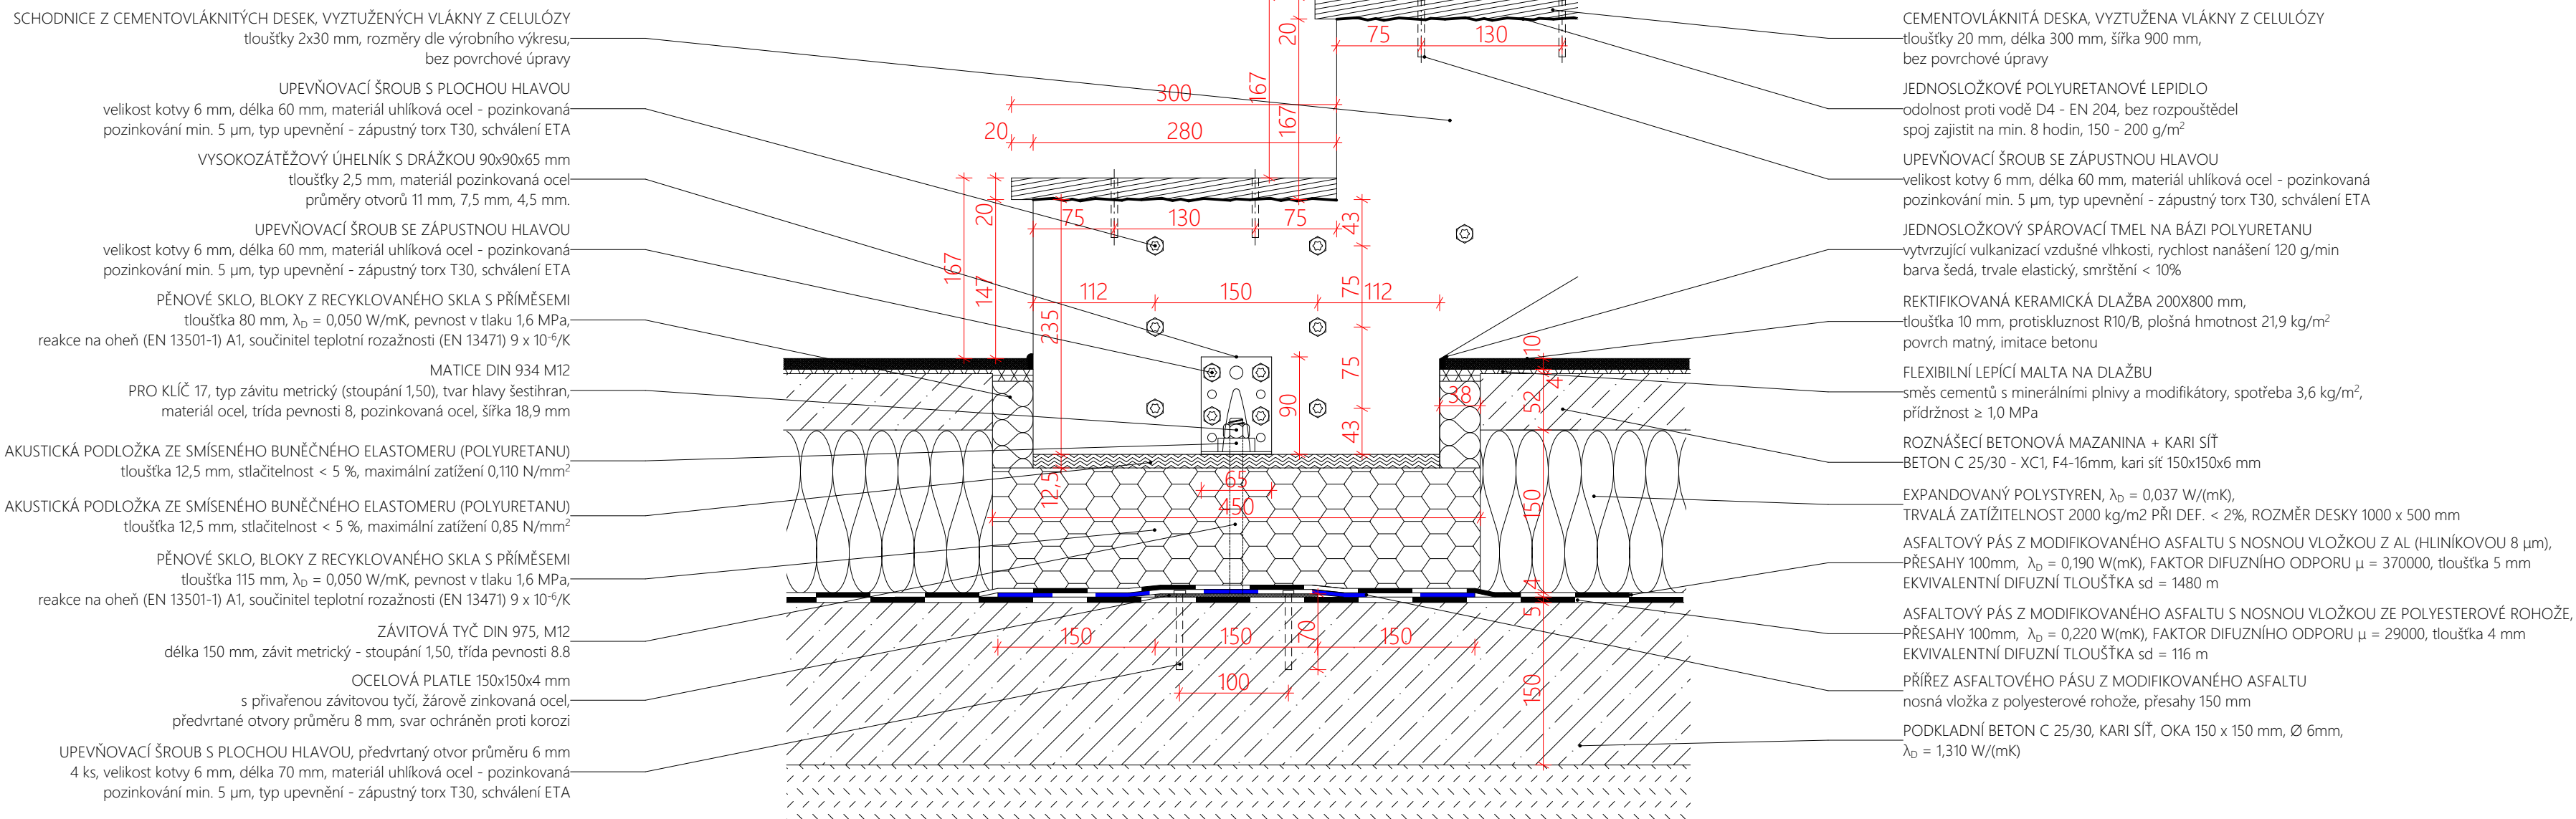 SCHODNICE Z CEMENTOVLÁKNITÝCH DESEK, VYZTUŽENÝCH VLÁKNY Z CELULÓZY
tloušťky 2x30 mm, rozměry dle výrobního výkresu,
bez povrchové úpravy
UPEVŇOVACÍ ŠROUB S PLOCHOU HLAVOU
velikost kotvy 6 mm, délka 60 mm, materiál uhlíková ocel - pozinkovaná
pozinkování min. 5 μm, typ upevnění - zápustný torx T30, schválení ETA
VYSOKOZÁTĚŽOVÝ ÚHELNÍK S DRÁŽKOU 90x90x65 mm
tloušťky 2,5 mm, materiál pozinkovaná ocel
průměry otvorů 11 mm, 7,5 mm, 4,5 mm.
UPEVŇOVACÍ ŠROUB SE ZÁPUSTNOU HLAVOU
velikost kotvy 6 mm, délka 60 mm, materiál uhlíková ocel - pozinkovaná
pozinkování min. 5 μm, typ upevnění - zápustný torx T30, schválení ETA
PĚNOVÉ SKLO, BLOKY Z RECYKLOVANÉHO SKLA S PŘÍMĚSEMI
tloušťka 80 mm, λD = 0,050 W/mK, pevnost v tlaku 1,6 MPa,
reakce na oheň (EN 13501-1) A1, součinitel teplotní rozažnosti (EN 13471) 9 x 10⁻⁶/K
MATICE DIN 934 M12
PRO KLÍČ 17, typ závitu metrický (stoupání 1,50), tvar hlavy šestihran,
materiál ocel, třída pevnosti 8, pozinkovaná ocel, šířka 18,9 mm
AKUSTICKÁ PODLOŽKA ZE SMÍSENÉHO BUNĚČNÉHO ELASTOMERU (POLYURETANU)
tloušťka 12,5 mm, stlačitelnost < 5 %, maximální zatížení 0,110 N/mm²
AKUSTICKÁ PODLOŽKA ZE SMÍSENÉHO BUNĚČNÉHO ELASTOMERU (POLYURETANU)
tloušťka 12,5 mm, stlačitelnost < 5 %, maximální zatížení 0,85 N/mm²
PĚNOVÉ SKLO, BLOKY Z RECYKLOVANÉHO SKLA S PŘÍMĚSEMI
tloušťka 115 mm, λD = 0,050 W/mK, pevnost v tlaku 1,6 MPa,
reakce na oheň (EN 13501-1) A1, součinitel teplotní rozažnosti (EN 13471) 9 x 10⁻⁶/K
ZÁVITOVÁ TYČ DIN 975, M12
délka 150 mm, závit metrický - stoupání 1,50, třída pevnosti 8.8
OCELOVÁ PLATLE 150x150x4 mm
s přivařenou závitovou tyčí, žárově zinkovaná ocel,
předvrtané otvory průměru 8 mm, svar ochráněn proti korozi
UPEVŇOVACÍ ŠROUB S PLOCHOU HLAVOU, předvrtaný otvor průměru 6 mm
4 ks, velikost kotvy 6 mm, délka 70 mm, materiál uhlíková ocel - pozinkovaná
pozinkování min. 5 μm, typ upevnění - zápustný torx T30, schválení ETA
20
75
130
167
300
167
20
280
20
75
130
75
43
167
147
112
150
112
75
235
10
75
4
90
38
52
43
12,5
65
450
150
4
5
150
150
150
70
100
150
CEMENTOVLÁKNITÁ DESKA, VYZTUŽENA VLÁKNY Z CELULÓZY
tloušťky 20 mm, délka 300 mm, šířka 900 mm,
bez povrchové úpravy
JEDNOSLOŽKOVÉ POLYURETANOVÉ LEPIDLO
odolnost proti vodě D4 - EN 204, bez rozpouštědel
spoj zajistit na min. 8 hodin, 150 - 200 g/m²
UPEVŇOVACÍ ŠROUB SE ZÁPUSTNOU HLAVOU
velikost kotvy 6 mm, délka 60 mm, materiál uhlíková ocel - pozinkovaná
pozinkování min. 5 μm, typ upevnění - zápustný torx T30, schválení ETA
JEDNOSLOŽKOVÝ SPÁROVACÍ TMEL NA BÁZI POLYURETANU
vytvrzující vulkanizací vzdušné vlhkosti, rychlost nanášení 120 g/min
barva šedá, trvale elastický, smrštění < 10%
REKTIFIKOVANÁ KERAMICKÁ DLAŽBA 200X800 mm,
tloušťka 10 mm, protiskluznost R10/B, plošná hmotnost 21,9 kg/m²
povrch matný, imitace betonu
FLEXIBILNÍ LEPÍCÍ MALTA NA DLAŽBU
směs cementů s minerálními plnivy a modifikátory, spotřeba 3,6 kg/m²,
přídržnost ≥ 1,0 MPa
ROZNÁŠECÍ BETONOVÁ MAZANINA + KARI SÍŤ
BETON C 25/30 - XC1, F4-16mm, kari síť 150x150x6 mm
EXPANDOVANÝ POLYSTYREN, λD = 0,037 W/(mK),
TRVALÁ ZATÍŽITELNOST 2000 kg/m2 PŘI DEF. < 2%, ROZMĚR DESKY 1000 x 500 mm
ASFALTOVÝ PÁS Z MODIFIKOVANÉHO ASFALTU S NOSNOU VLOŽKOU Z AL (HLINÍKOVOU 8 μm),
PŘESAHY 100mm, λD = 0,190 W(mK), FAKTOR DIFUZNÍHO ODPORU μ = 370000, tloušťka 5 mm
EKVIVALENTNÍ DIFUZNÍ TLOUŠŤKA sd = 1480 m
ASFALTOVÝ PÁS Z MODIFIKOVANÉHO ASFALTU S NOSNOU VLOŽKOU ZE POLYESTEROVÉ ROHOŽE,
PŘESAHY 100mm, λD = 0,220 W(mK), FAKTOR DIFUZNÍHO ODPORU μ = 29000, tloušťka 4 mm
EKVIVALENTNÍ DIFUZNÍ TLOUŠŤKA sd = 116 m
PŘÍŘEZ ASFALTOVÉHO PÁSU Z MODIFIKOVANÉHO ASFALTU
nosná vložka z polyesterové rohože, přesahy 150 mm
PODKLADNÍ BETON C 25/30, KARI SÍŤ, OKA 150 x 150 mm, Ø 6mm,
λD = 1,310 W/(mK)